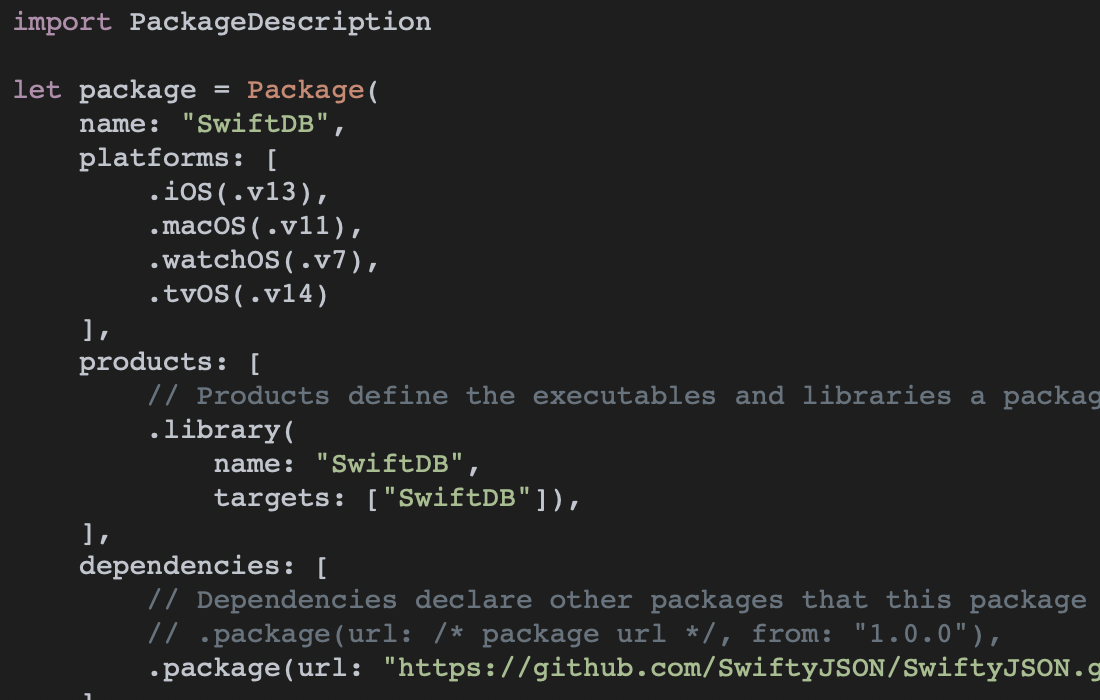 import PackageDescription
let package = Package(
name: "SwiftDB",
platforms: [
.iOS(.v13),
.macOS(.v11),
.watchOS(.v7),
.tvOS(.v14)
],
products: [
// Products define the executables and libraries a packag
.library(
name: "SwiftDB",
targets: ["SwiftDB"]),
],
dependencies: [
// Dependencies declare other packages that this package
// .package(url: /* package url */, from: "1.0.0"),
.package(url: "https://github.com/SwiftyJSON/SwiftyJSON.g